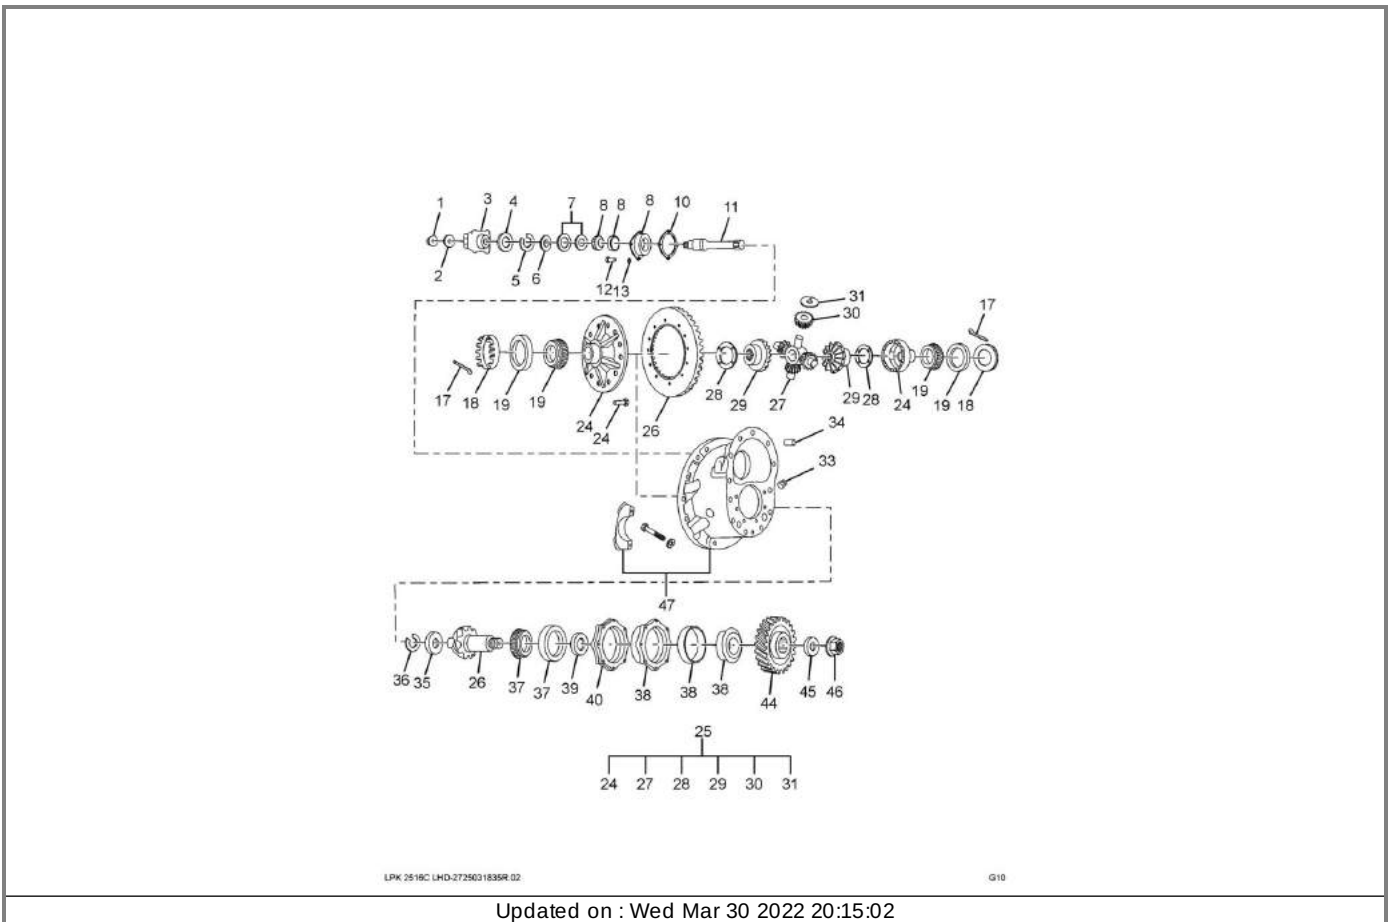 1 3 4 7 8 8 8 10 11
2 5 6 12 13
31
30
17
17 18 19 19 24 24 26 28 29 27 29 28 24 19 19 18
34
33
47
36 35 26 37 37 39 40 38 38 38 44 45 46
25
24 27 28 29 30 31
LPK 2516C LHD-2725031835R.02 G10
Updated on : Wed Mar 30 2022 20:15:02